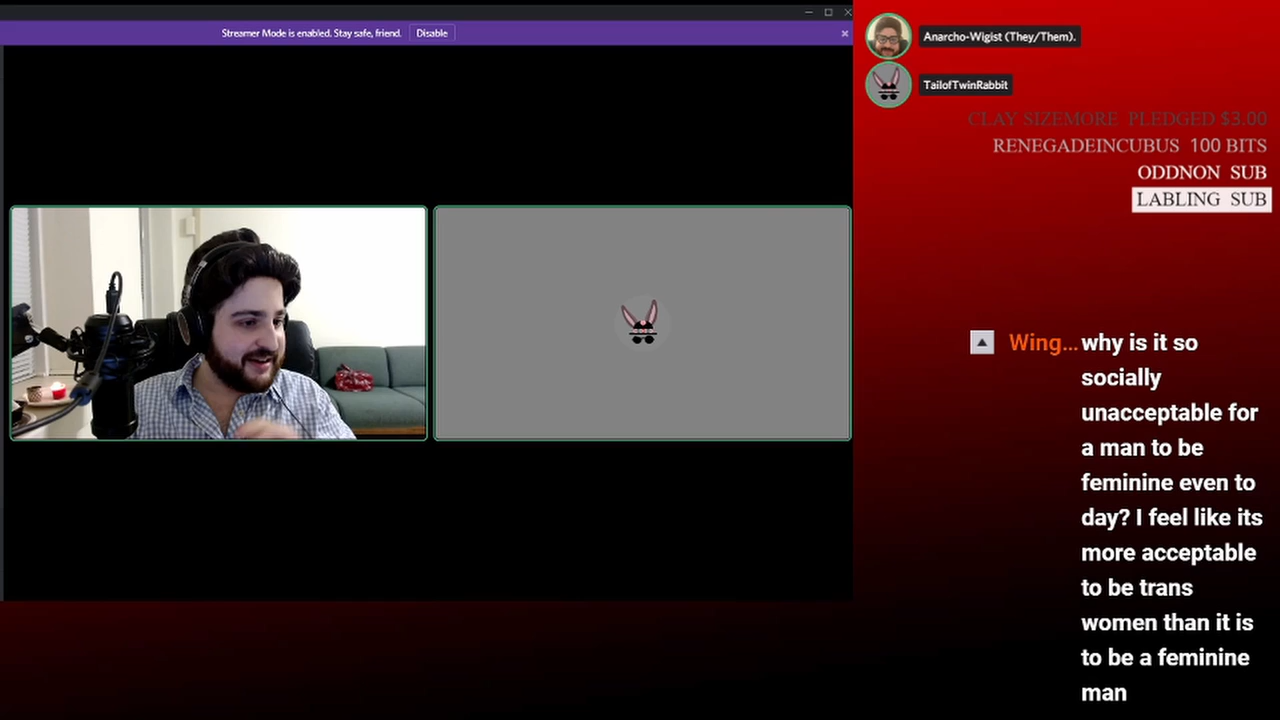 Streamer Mode is enabled. Stay safe, friend. Disable
Anarcho-Wigist (They/Them).
TailofTwinRabbit
CLAY SIZEMORE PLEDGED $3.00
RENEGADEINCUBUS 100 BITS
ODDNON SUB
LABLING SUB
Wing... why is it so
socially
unacceptable for
a man to be
feminine even to
day? I feel like its
more acceptable
to be trans
women than it is
to be a feminine
man